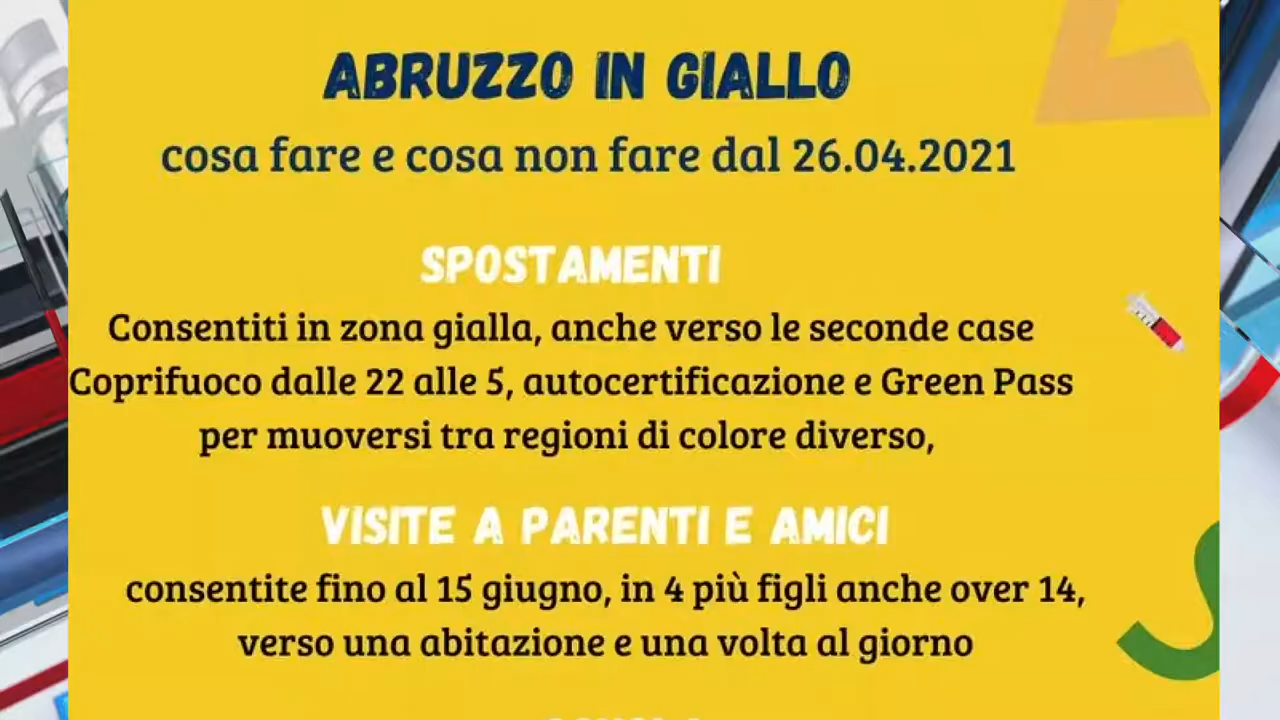 ABRUZZO IN GIALLO
cosa fare e cosa non fare dal 26.04.2021
SPOSTAMENTI
Consentiti in zona gialla, anche verso le seconde case
Coprifuoco dalle 22 alle 5, autocertificazione e Green Pass
per muoversi tra regioni di colore diverso,
VISITE A PARENTI E AMICI
consentite fino al 15 giugno, in 4 più figli anche over 14,
verso una abitazione e una volta al giorno